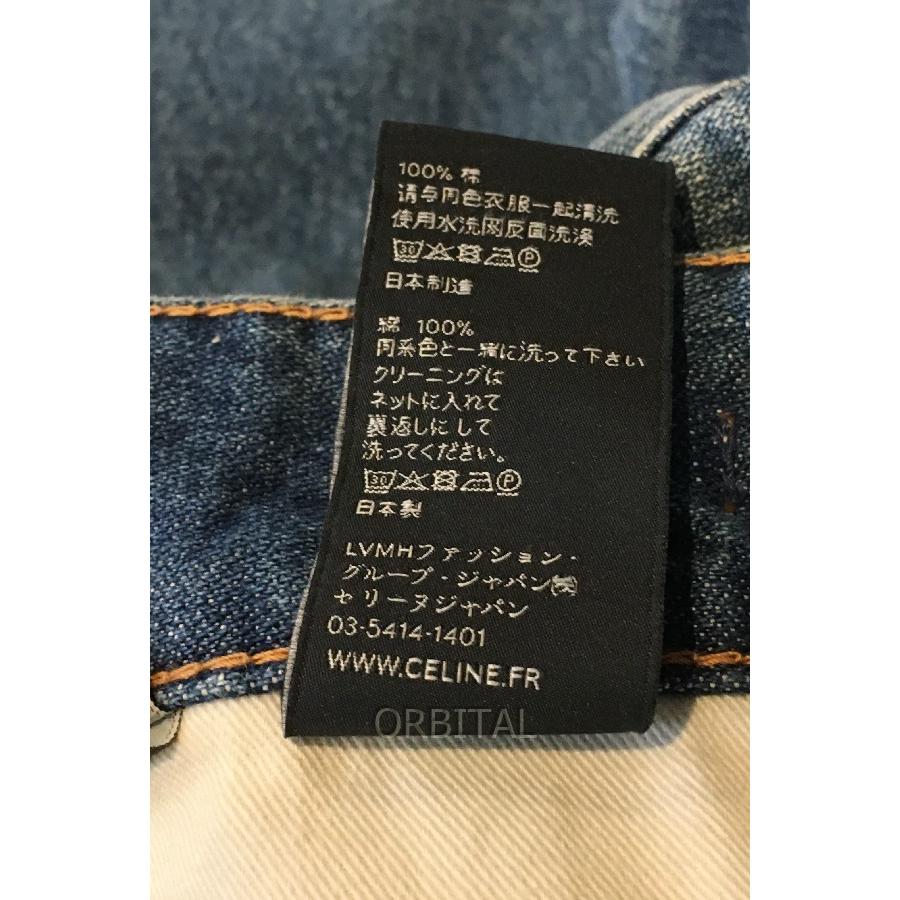 100% 棉
请与同色衣服一起清洗
使用水洗网反面洗涤
30 P
日本制造
綿 100%
同系色と一緒に洗って下さい
クリーニングは
ネットに入れて
裏返しにして
洗ってください。
30 P
日本製
LVMHファッション・
グループ・ジャパン㈱
セリーヌジャパン
03-5414-1401
WWW.CELINE.FR
ORBITAL